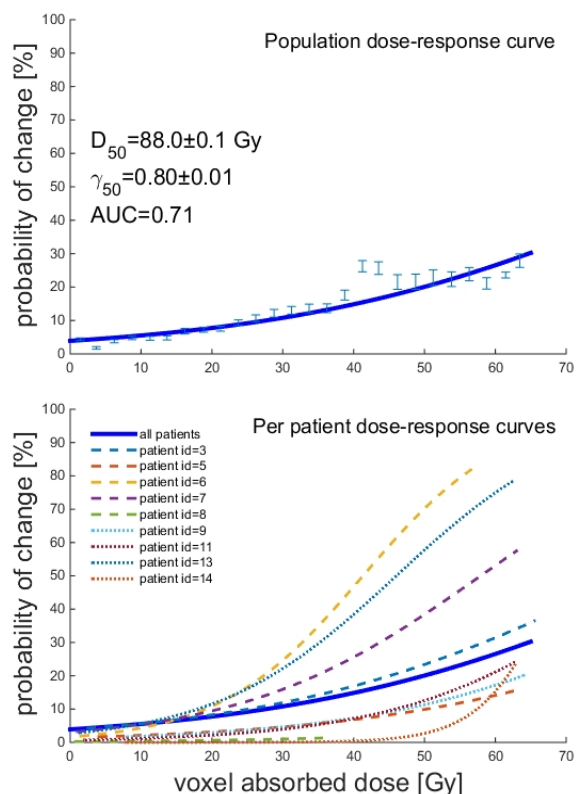 Population dose-response curve
D50=88.0±0.1 Gy
γ50=0.80±0.01
AUC=0.71
probability of change [%]
100
90
80
70
60
50
40
30
20
10
0
0 10 20 30 40 50 60 70
Per patient dose-response curves
all patients
patient id=3
patient id=5
patient id=6
patient id=7
patient id=8
patient id=9
patient id=11
patient id=13
patient id=14
probability of change [%]
100
90
80
70
60
50
40
30
20
10
0
0 10 20 30 40 50 60 70
voxel absorbed dose [Gy]